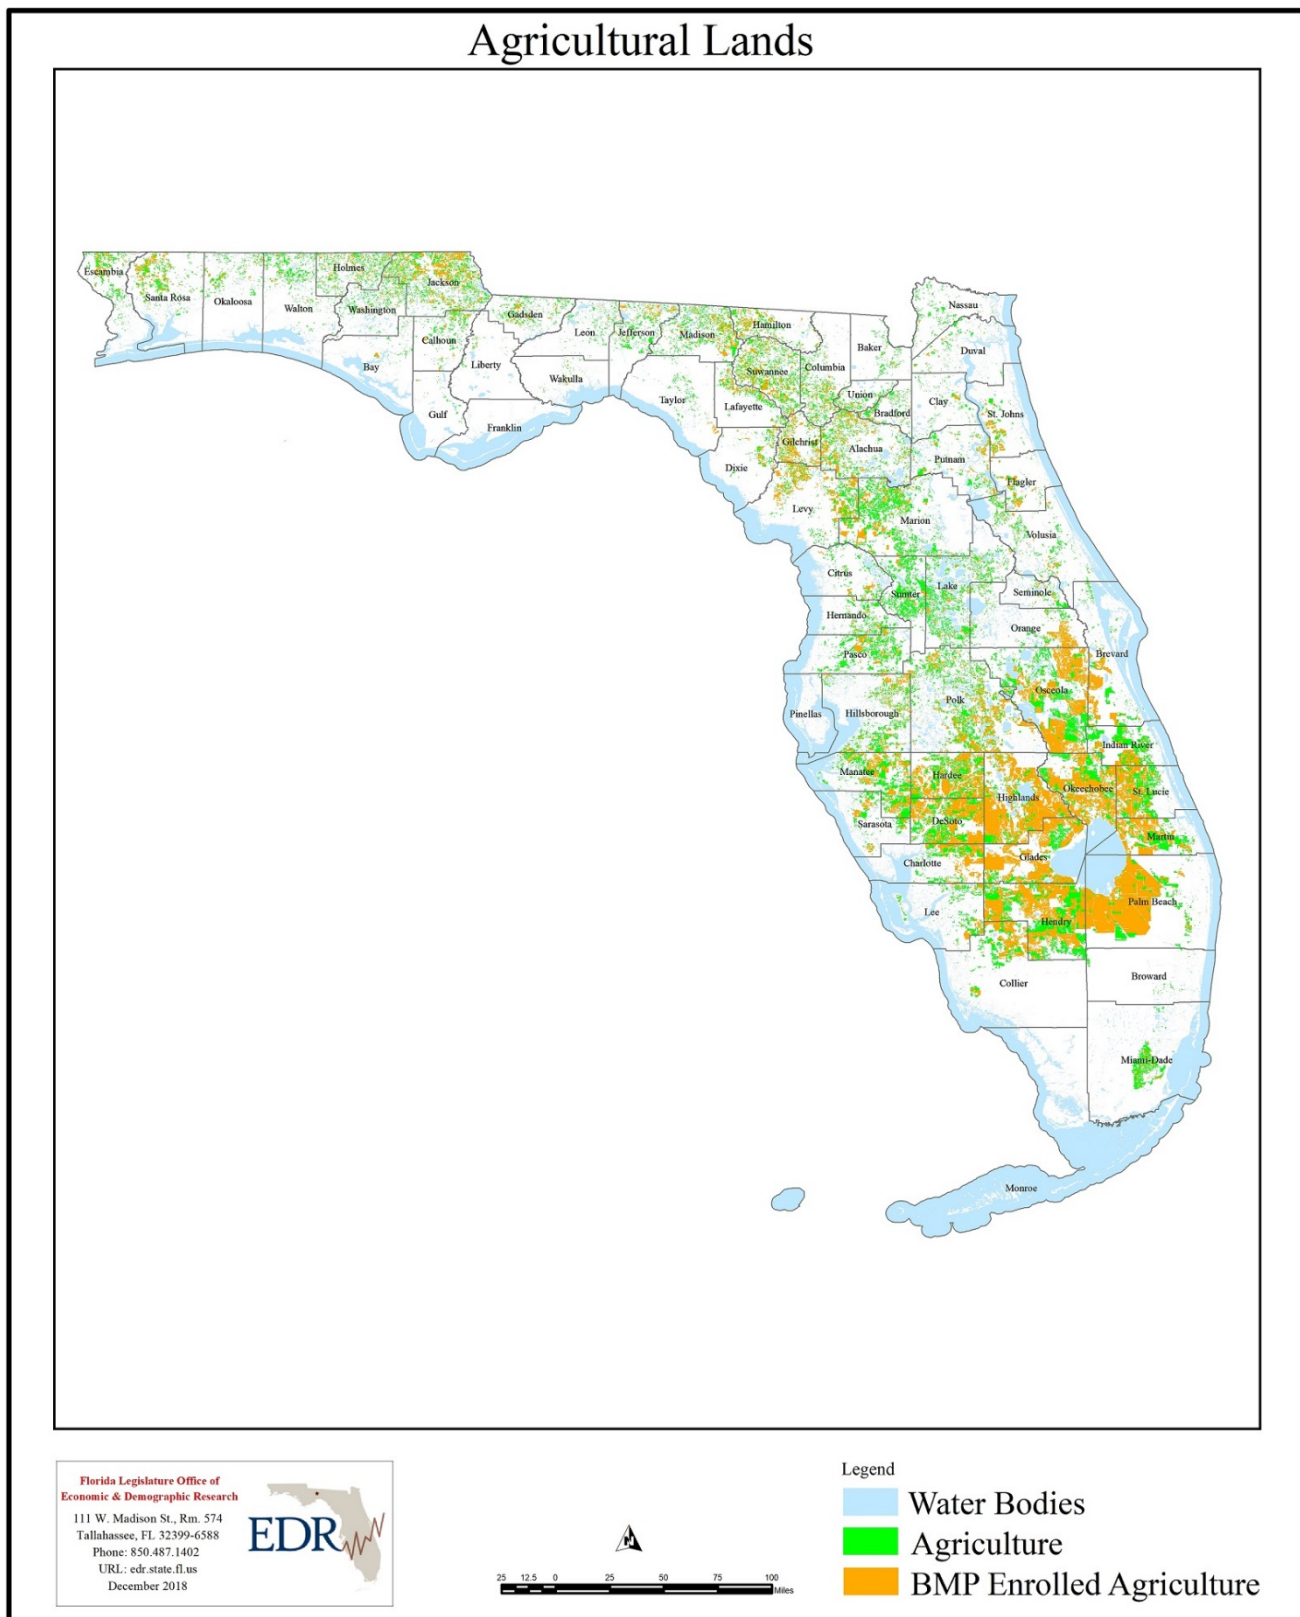 Agricultural Lands
Escambia
Santa Rosa
Okaloosa
Walton
Holmes
Washington
Jackson
Calhoun
Bay
Gulf
Gadsden
Liberty
Franklin
Leon
Wakulla
Jefferson
Madison
Taylor
Hamilton
Suwannee
Lafayette
Columbia
Baker
Nassau
Duval
Union
Bradford
Clay
St. Johns
Gilchrist
Alachua
Putnam
Dixie
Levy
Flagler
Marion
Volusia
Citrus
Sumter
Lake
Seminole
Hernando
Orange
Pasco
Brevard
Osceola
Pinellas
Hillsborough
Polk
Indian River
Manatee
Hardee
Okeechobee
Highlands
St. Lucie
Sarasota
DeSoto
Martin
Charlotte
Glades
Lee
Hendry
Palm Beach
Collier
Broward
Miami-Dade
Monroe
Florida Legislature Office of
Economic & Demographic Research
111 W. Madison St., Rm. 574
Tallahassee, FL 32399-6588
Phone: 850.487.1402
URL: edr.state.fl.us
December 2018
EDR
N
25 12.5 0 25 50 75 100
Miles
Legend
Water Bodies
Agriculture
BMP Enrolled Agriculture